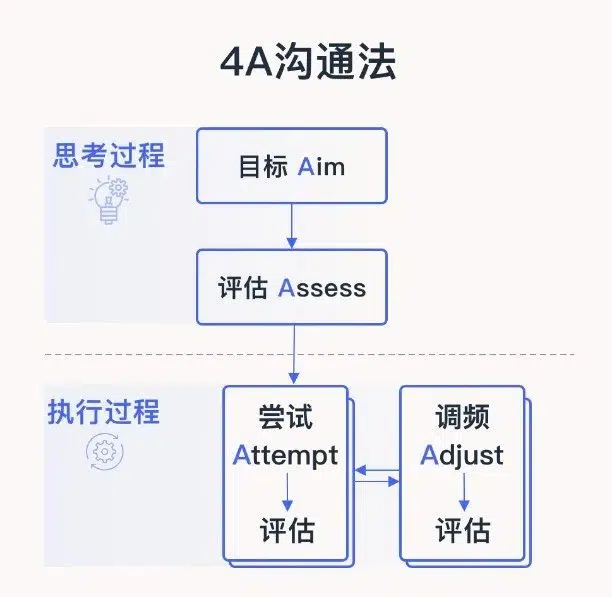 4A沟通法
思考过程
目标 Aim
评估 Assess
执行过程
尝试
Attempt
评估
调频
Adjust
评估